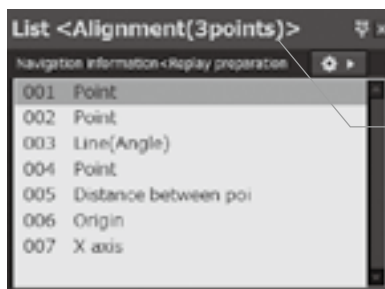 List <Alignment(3points)>
Navigation information<Replay preparation
001 Point
002 Point
003 Line(Angle)
004 Point
005 Distance between poi
006 Origin
007 X axis